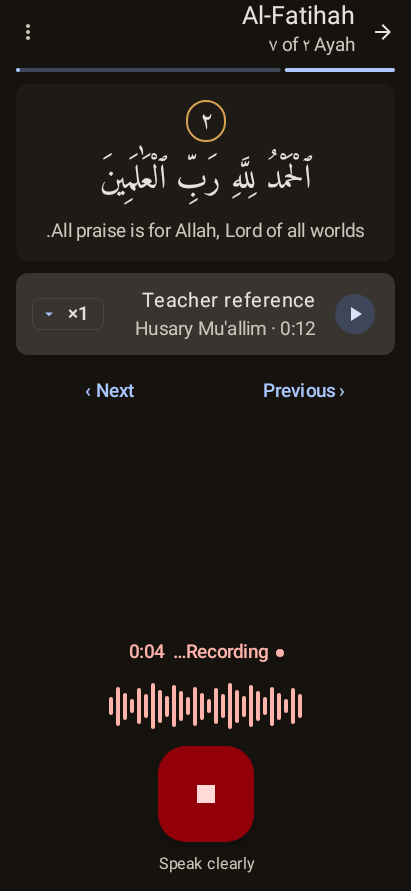 Al-Fatihah
Ayah ٢ of ٧
٢
ٱلْحَمْدُ لِلَّهِ رَبِّ ٱلْعَٰلَمِينَ
All praise is for Allah, Lord of all worlds.
Teacher reference
Husary Mu'allim · 0:12
×1
Previous ›
‹ Next
Recording… 0:04
Speak clearly